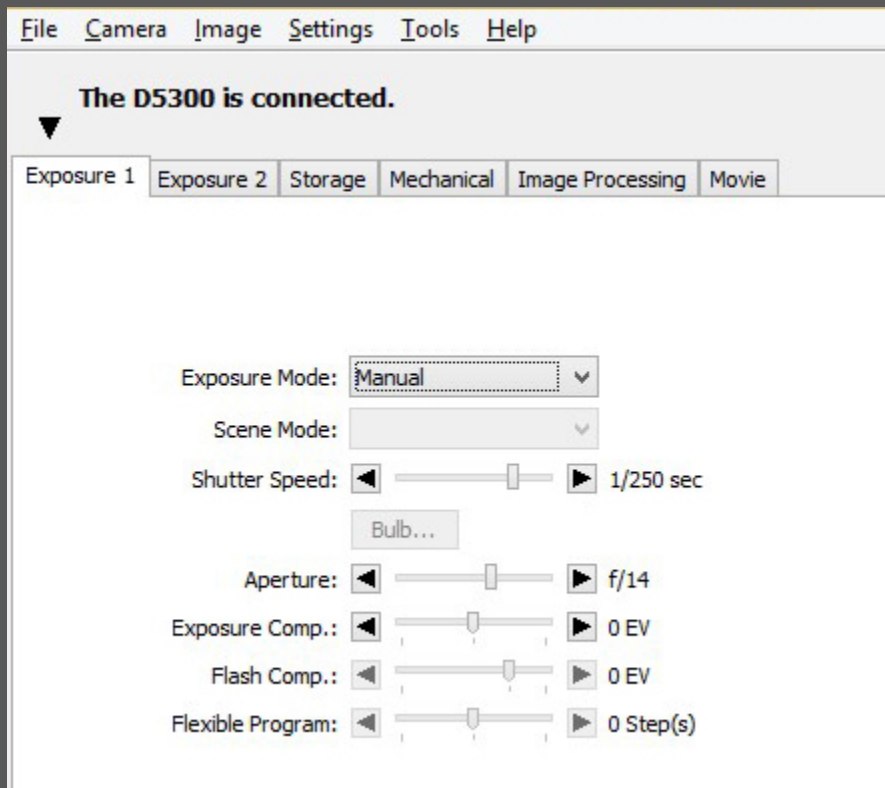 File Camera Image Settings Tools Help
The D5300 is connected.
Exposure 1 Exposure 2 Storage Mechanical Image Processing Movie
Exposure Mode: Manual
Scene Mode:
Shutter Speed: 1/250 sec
Bulb...
Aperture: f/14
Exposure Comp.: 0 EV
Flash Comp.: 0 EV
Flexible Program: 0 Step(s)